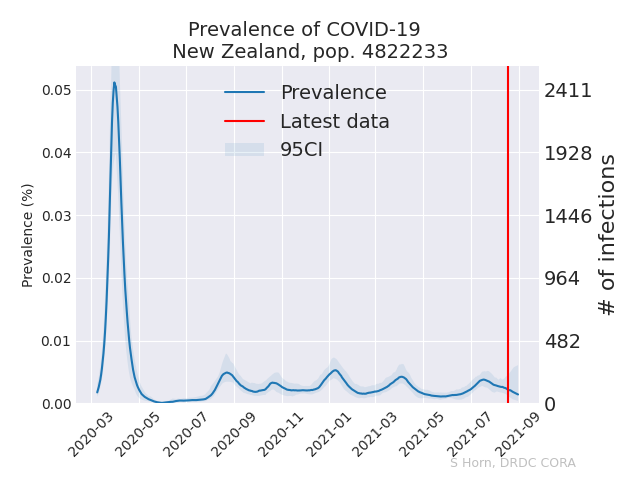 Prevalence of COVID-19
New Zealand, pop. 4822233
Prevalence
Latest data
95CI
Prevalence (%)
0.05
0.04
0.03
0.02
0.01
0.00
2411
1928
1446
964
482
0
# of infections
2020-03
2020-05
2020-07
2020-09
2020-11
2021-01
2021-03
2021-05
2021-07
2021-09
S Horn, DRDC CORA